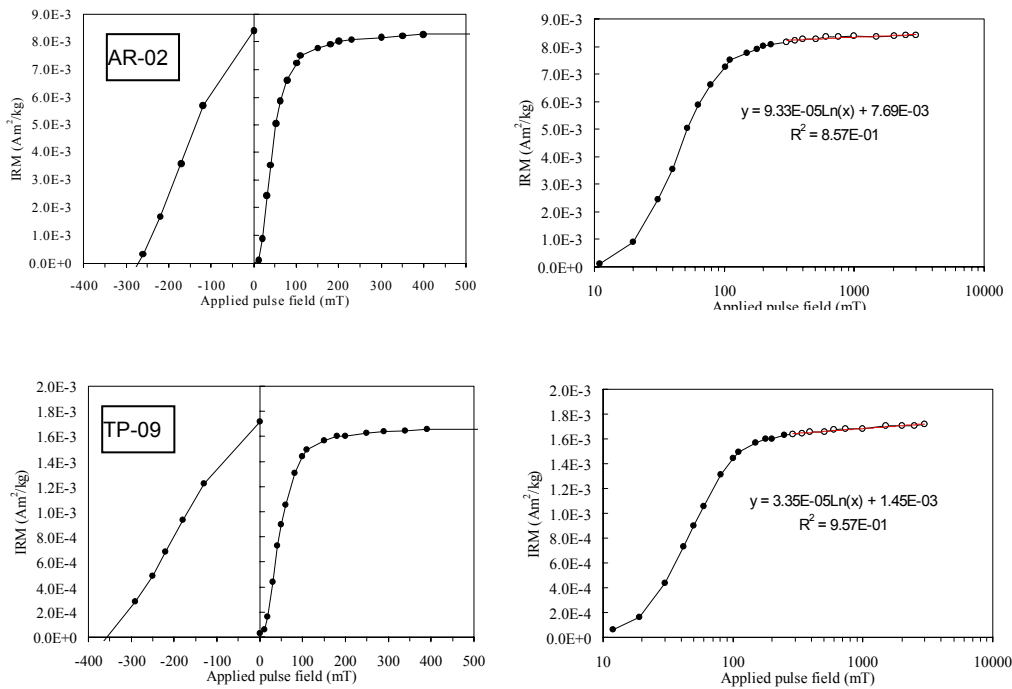 AR-02
IRM (Am²/kg)
9.0E-3
8.0E-3
7.0E-3
6.0E-3
5.0E-3
4.0E-3
3.0E-3
2.0E-3
1.0E-3
0.0E+0
-400 -300 -200 -100 0 100 200 300 400 500
Applied pulse field (mT)
IRM (Am²/kg)
9.0E-3
8.0E-3
7.0E-3
6.0E-3
5.0E-3
4.0E-3
3.0E-3
2.0E-3
1.0E-3
0.0E+0
y = 9.33E-05Ln(x) + 7.69E-03
R² = 8.57E-01
10 100 1000 10000
Applied pulse field (mT)
TP-09
IRM (Am²/kg)
2.0E-3
1.8E-3
1.6E-3
1.4E-3
1.2E-3
1.0E-3
8.0E-4
6.0E-4
4.0E-4
2.0E-4
0.0E+0
-400 -300 -200 -100 0 100 200 300 400 500
Applied pulse field (mT)
IRM (Am²/kg)
2.0E-3
1.8E-3
1.6E-3
1.4E-3
1.2E-3
1.0E-3
8.0E-4
6.0E-4
4.0E-4
2.0E-4
0.0E+0
y = 3.35E-05Ln(x) + 1.45E-03
R² = 9.57E-01
10 100 1000 10000
Applied pulse field (mT)